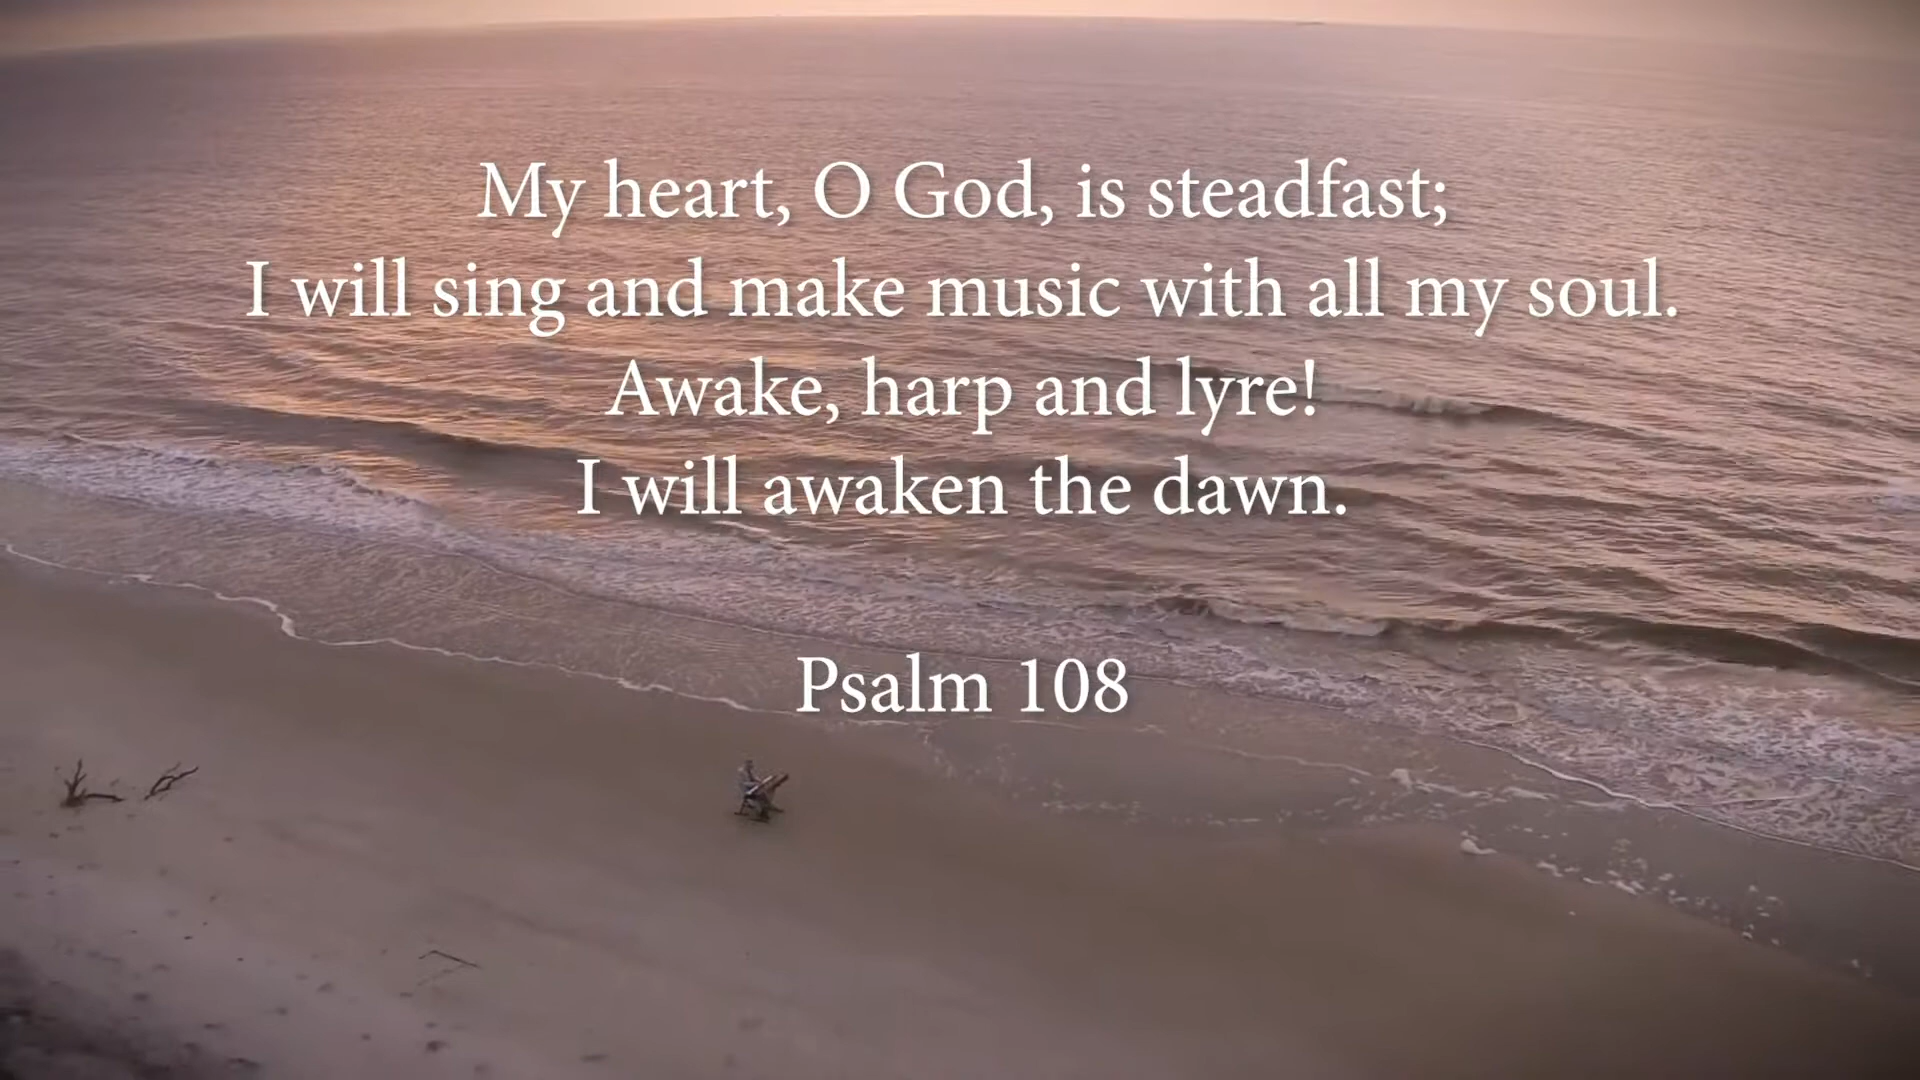 My heart, O God, is steadfast;
I will sing and make music with all my soul.
Awake, harp and lyre!
I will awaken the dawn.
Psalm 108